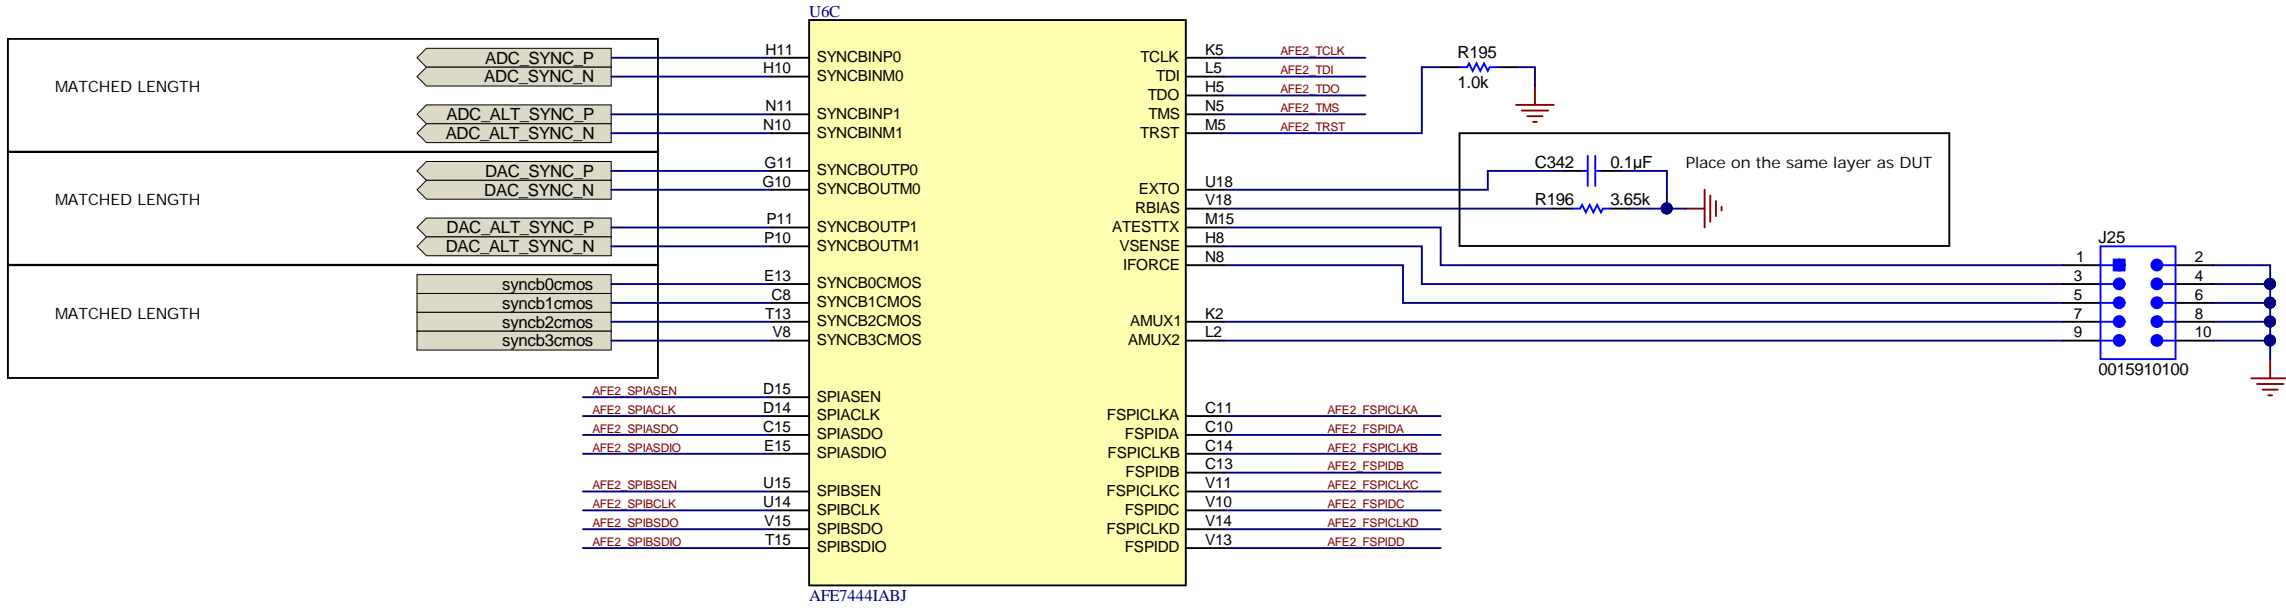 U6C
MATCHED LENGTH
ADC_SYNC_P
ADC_SYNC_N
ADC_ALT_SYNC_P
ADC_ALT_SYNC_N
MATCHED LENGTH
DAC_SYNC_P
DAC_SYNC_N
DAC_ALT_SYNC_P
DAC_ALT_SYNC_N
MATCHED LENGTH
syncb0cmos
syncb1cmos
syncb2cmos
syncb3cmos
H11 SYNCBINP0
H10 SYNCBINM0
N11 SYNCBINP1
N10 SYNCBINM1
G11 SYNCBOUTP0
G10 SYNCBOUTM0
P11 SYNCBOUTP1
P10 SYNCBOUTM1
E13 SYNCB0CMOS
C8 SYNCB1CMOS
T13 SYNCB2CMOS
V8 SYNCB3CMOS
AFE2_SPIASEN D15 SPIASEN
AFE2_SPIACLK D14 SPIACLK
AFE2_SPIASDO C15 SPIASDO
AFE2_SPIASDIO E15 SPIASDIO
AFE2_SPIBSEN U15 SPIBSEN
AFE2_SPIBCLK U14 SPIBCLK
AFE2_SPIBSDO V15 SPIBSDO
AFE2_SPIBSDIO T15 SPIBSDIO
TCLK K5 AFE2_TCLK
TDI L5 AFE2_TDI
TDO H5 AFE2_TDO
TMS N5 AFE2_TMS
TRST M5 AFE2_TRST
EXTO U18
RBIAS V18
ATESTTX M15
VSENSE H8
IFORCE N8
AMUX1 K2
AMUX2 L2
FSPICLKA C11 AFE2_FSPICLKA
FSPIDA C10 AFE2_FSPIDA
FSPICLKB C14 AFE2_FSPICLKB
FSPIDB C13 AFE2_FSPIDB
FSPICLKC V11 AFE2_FSPICLKC
FSPIDC V10 AFE2_FSPIDC
FSPICLKD V14 AFE2_FSPICLKD
FSPIDD V13 AFE2_FSPIDD
AFE7444IABJ
R195
1.0k
C342 0.1µF Place on the same layer as DUT
R196 3.65k
J25
1 2
3 4
5 6
7 8
9 10
0015910100